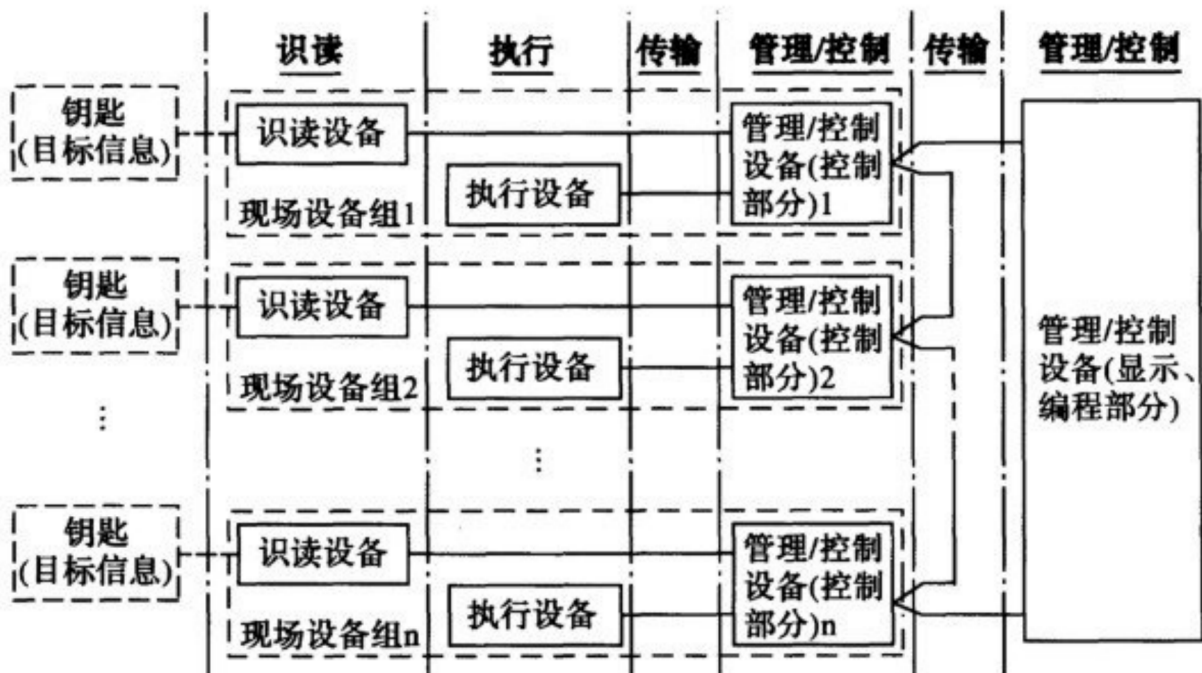 识读 执行 传输 管理/控制 传输 管理/控制
钥匙
(目标信息)
识读设备
执行设备
现场设备组1
管理/控制
设备(控制
部分)1
钥匙
(目标信息)
识读设备
执行设备
现场设备组2
管理/控制
设备(控制
部分)2
⋮
⋮
钥匙
(目标信息)
识读设备
执行设备
现场设备组n
管理/控制
设备(控制
部分)n
管理/控制
设备(显示、
编程部分)